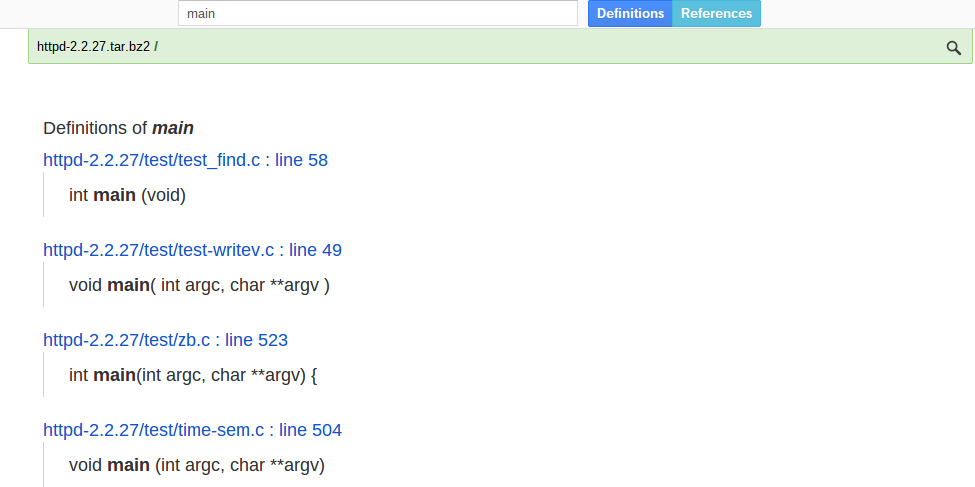 main Definitions References
httpd-2.2.27.tar.bz2 /
Definitions of main
httpd-2.2.27/test/test_find.c : line 58
int main (void)
httpd-2.2.27/test/test-writev.c : line 49
void main( int argc, char **argv )
httpd-2.2.27/test/zb.c : line 523
int main(int argc, char **argv) {
httpd-2.2.27/test/time-sem.c : line 504
void main (int argc, char **argv)